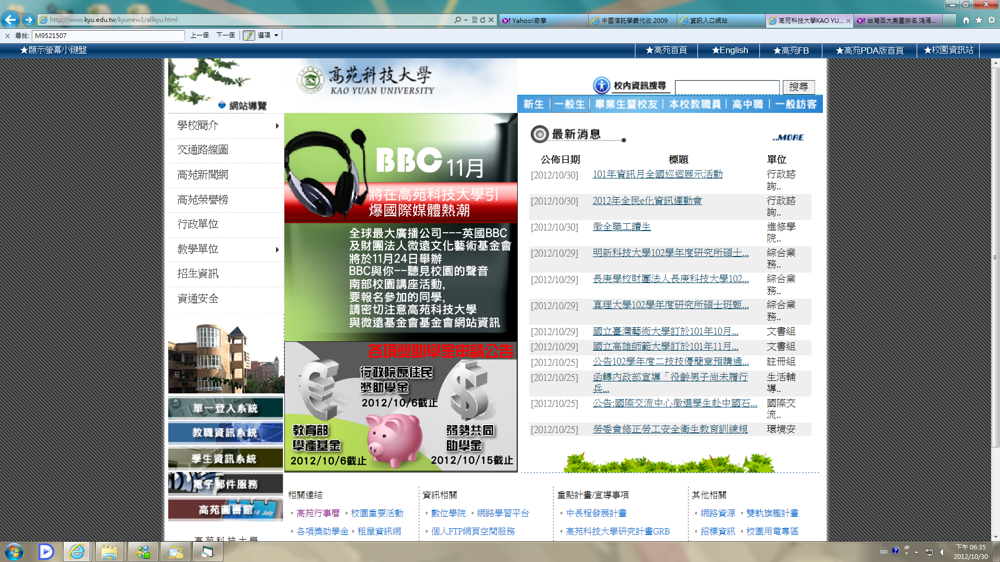 http://www.kyu.edu.tw/kyunew3/allkyu.html
Yahoo!奇摩
中國信託學費代收 2009
資訊入口網站
高苑科技大學KAO YU...
台灣百大集團排名 鴻海...
尋找: M9521507 上一個 下一個 選項
★顯示螢幕小鍵盤
★高苑首頁 ★English ★高苑FB ★高苑PDA版首頁 ★校園資訊站
網站導覽
高苑科技大學
KAO YUAN UNIVERSITY
校內資訊搜尋 搜尋
新生 一般生 畢業生暨校友 本校教職員 高中職 一般訪客
學校簡介
交通路線圖
高苑新聞網
高苑榮譽榜
行政單位
教學單位
招生資訊
資通安全
單一登入系統
教職資訊系統
學生資訊系統
電子郵件服務
高苑圖書館
14 July
高苑科技大學
BBC 11月
將在高苑科技大學引
爆國際媒體熱潮
全球最大廣播公司---英國BBC
及財團法人微遠文化藝術基金會
將於11月24日舉辦
BBC與你--聽見校園的聲音
南部校園講座活動,
要報名參加的同學,
請密切注意高苑科技大學
與微遠基金會基金會網站資訊
各項獎助學金申請公告
行政院原住民
獎助學金
2012/10/6截止
教育部
學產基金
2012/10/6截止
弱勢共同
助學金
2012/10/15截止
最新消息
..MORE
公佈日期 標題 單位
[2012/10/30] 101年資訊月全國巡迴展示活動 行政諮詢..
[2012/10/30] 2012年全民e化資訊運動會 行政諮詢..
[2012/10/30] 徵全職工讀生 進修學院..
[2012/10/29] 明新科技大學102學年度研究所碩士... 綜合業務..
[2012/10/29] 長庚學校財團法人長庚科技大學102... 綜合業務..
[2012/10/29] 真理大學102學年度研究所碩士班甄... 綜合業務..
[2012/10/29] 國立臺灣藝術大學訂於101年10月... 文書組
[2012/10/29] 國立高雄師範大學訂於101年11月... 文書組
[2012/10/25] 公告102學年度二技技優簡章預購通... 註冊組
[2012/10/25] 函轉內政部宣導「役齡男子尚未履行兵... 生活輔導..
[2012/10/25] 公告:國際交流中心徵選學生赴中國石... 國際交流..
[2012/10/25] 勞委會修正勞工安全衛生教育訓練規 環境安
相關連結
。高苑行事曆 。校園重要活動
。各項獎助學金 。租屋資訊網
資訊相關
。數位學院 。網路學習平台
。個人FTP網頁空間服務
重點計畫/宣導事項
。中長程發展計畫
。高苑科技大學研究計畫GRB
其他相關
。網路資源 。雙軌旗艦計畫
。招標資訊 。校園用電專區
下午 06:35
2012/10/30